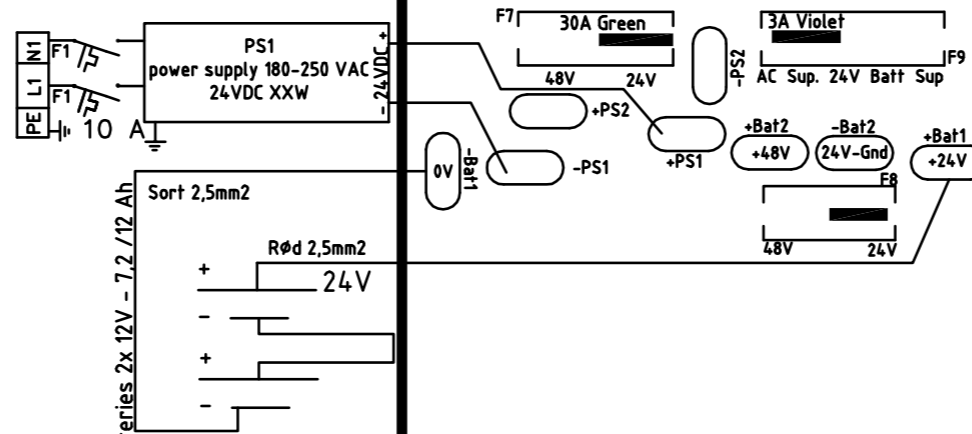 N1
L1
PE
F1
F1
10 A
PS1
power supply 180-250 VAC
24VDC XXW
- 24VDC +
F7
30A Green
48V 24V
-PS2
3A Violet
F9
AC Sup. 24V Batt Sup
+PS2
+PS1
-PS1
+Bat2
+48V
-Bat2
24V-Gnd
+Bat1
+24V
0V
-Bat1
F8
48V 24V
Sort 2,5mm2
RØd 2,5mm2
24V
+
-
+
-
eries 2x 12V - 7,2 /12 Ah